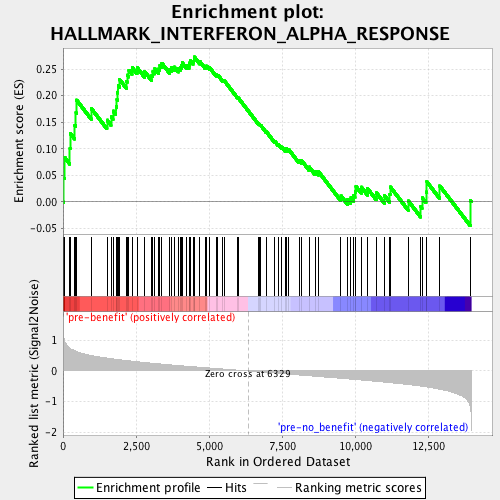 Enrichment plot:
HALLMARK_INTERFERON_ALPHA_RESPONSE
Enrichment score (ES)
0.25
0.20
0.15
0.10
0.05
0.00
-0.05
'pre-benefit' (positively correlated)
Ranked list metric (Signal2Noise)
1
0
-1
-2
Zero cross at 6329
'pre-no_benefit' (negatively correlated)
0
2,500
5,000
7,500
10,000
12,500
Rank in Ordered Dataset
Enrichment profile
Hits
Ranking metric scores